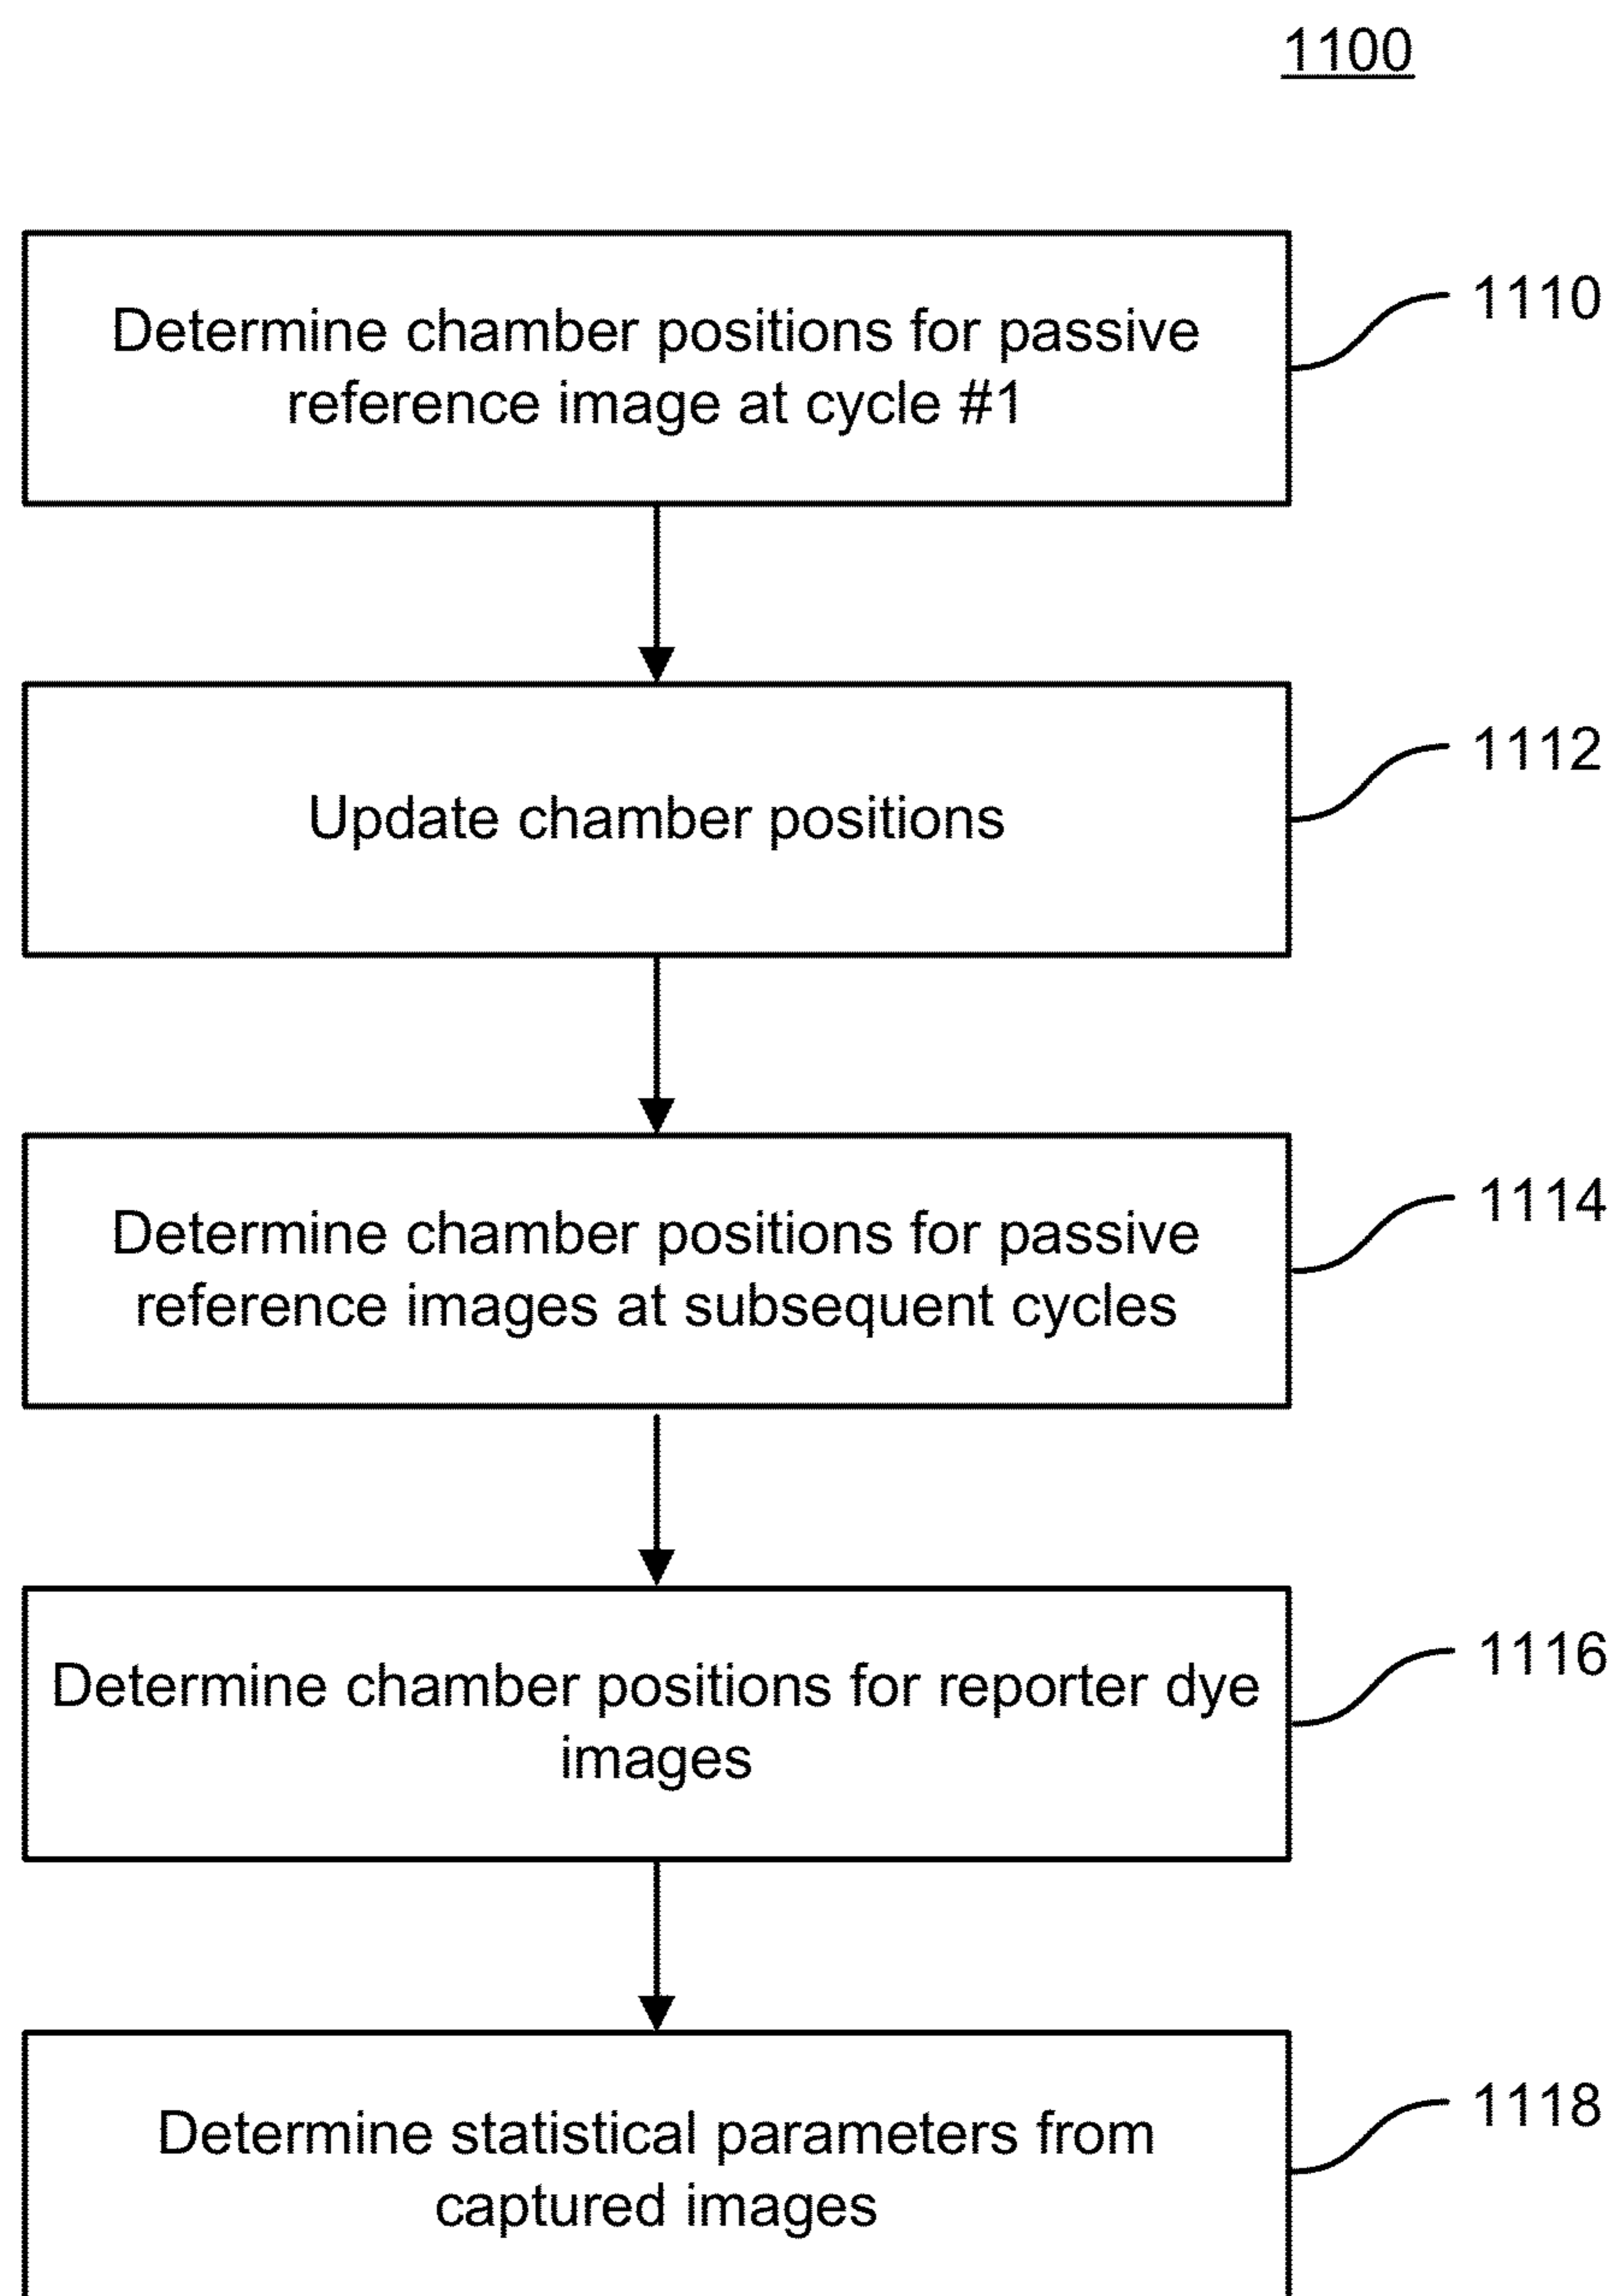 1100
Determine chamber positions for passive
reference image at cycle #1
1110
Update chamber positions
1112
Determine chamber positions for passive
reference images at subsequent cycles
1114
Determine chamber positions for reporter dye
images
1116
Determine statistical parameters from
captured images
1118